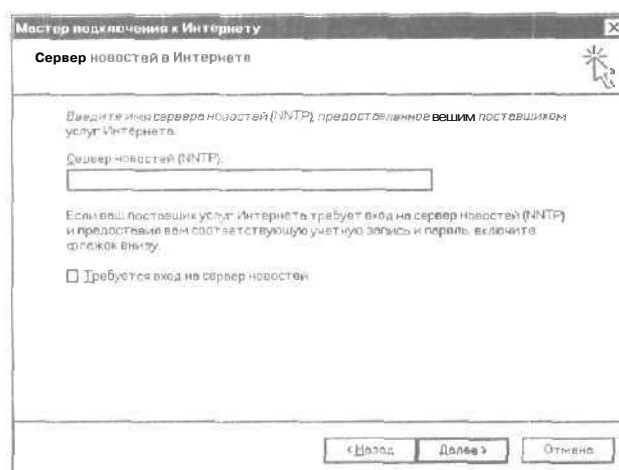 Мастер подключения к Интернету
Сервер новостей в Интернете
Введите имя сервера новостей (NNTP), предоставленное вешим поставщиком
услуг Интернета.
Сервер новостей (NNTP):
Если ваш поставщик услуг Интернета требует вход на сервер новостей (NNTP)
и предоставил вам соответствующую учетную запись и пароль, включите
флажок внизу.
Требуется вход на сервер новостей
< Назад
Далее >
Отмена